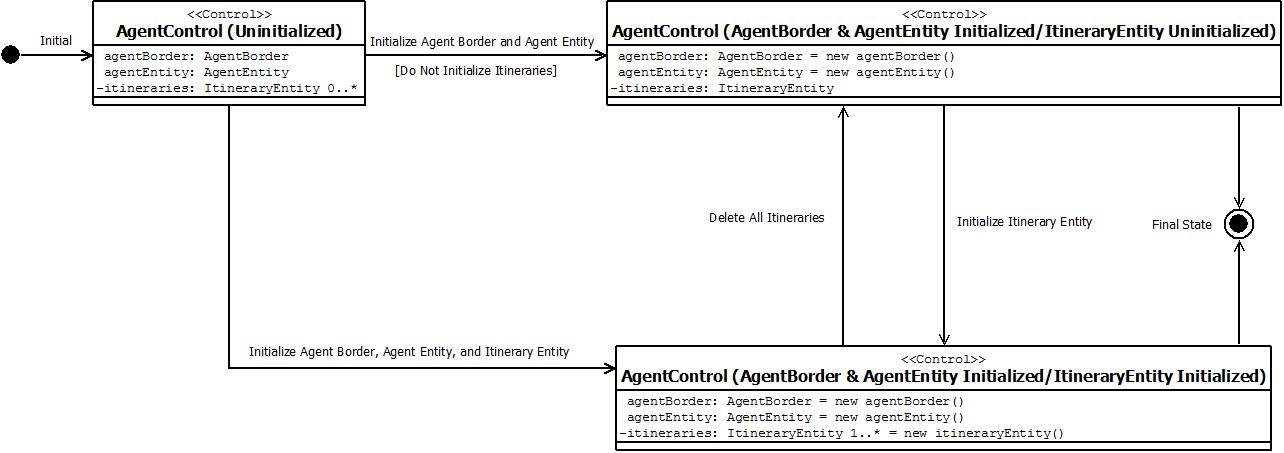 Initial
<<Control>>
AgentControl (Uninitialized)
agentBorder: AgentBorder
agentEntity: AgentEntity
-itineraries: ItineraryEntity 0..*
Initialize Agent Border and Agent Entity
[Do Not Initialize Itineraries]
<<Control>>
AgentControl (AgentBorder & AgentEntity Initialized/ItineraryEntity Uninitialized)
agentBorder: AgentBorder = new agentBorder()
agentEntity: AgentEntity = new agentEntity()
-itineraries: ItineraryEntity
Delete All Itineraries
Initialize Itinerary Entity
Final State
Initialize Agent Border, Agent Entity, and Itinerary Entity
<<Control>>
AgentControl (AgentBorder & AgentEntity Initialized/ItineraryEntity Initialized)
agentBorder: AgentBorder = new agentBorder()
agentEntity: AgentEntity = new agentEntity()
-itineraries: ItineraryEntity 1..* = new itineraryEntity()